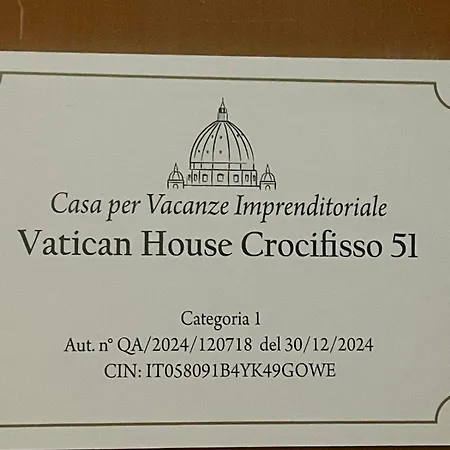 Casa per Vacanze Imprenditoriale
Vatican House Crocifisso 51
Categoria 1
Aut. n° QA/2024/120718 del 30/12/2024
CIN: IT058091B4YK49GOWE